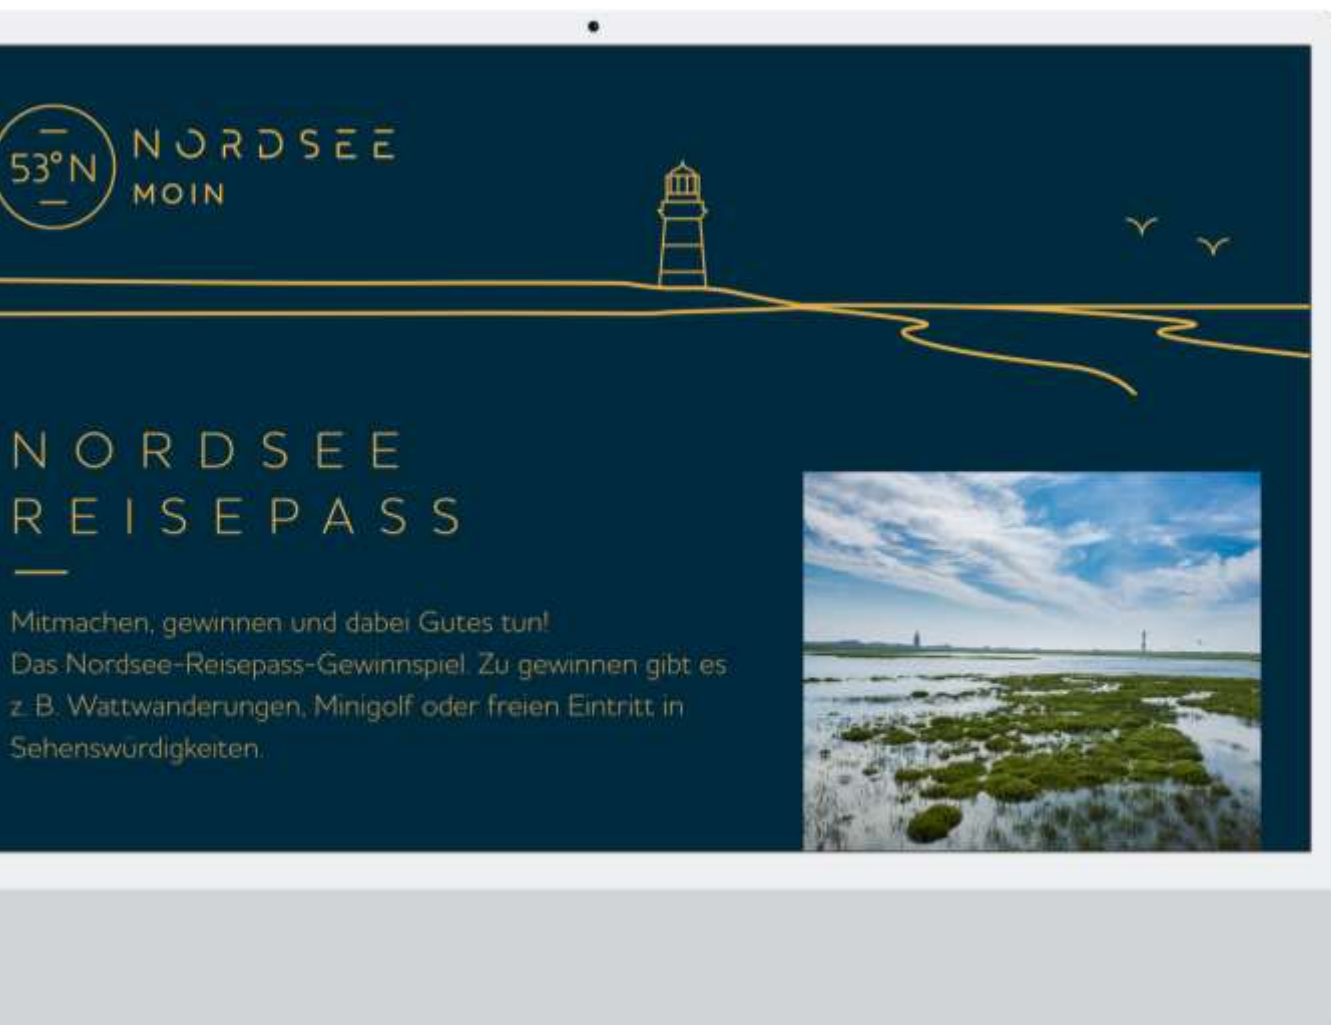 53°N
NORDSEE
MOIN
NORDSEE
REISEPASS
Mitmachen, gewinnen und dabei Gutes tun!
Das Nordsee-Reisepass-Gewinnspiel. Zu gewinnen gibt es
z. B. Wattwanderungen, Minigolf oder freien Eintritt in
Sehenswürdigkeiten.